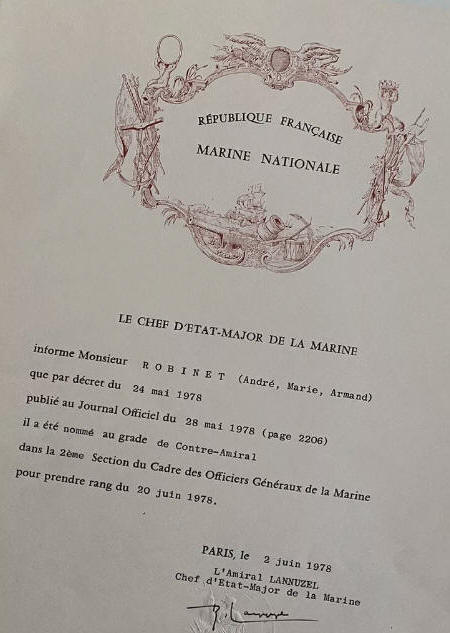 RÉPUBLIQUE FRANÇAISE
MARINE NATIONALE
LE CHEF D'ETAT-MAJOR DE LA MARINE
informe Monsieur R O B I N E T (André, Marie, Armand)
que par décret du 24 mai 1978
publié au Journal Officiel du 28 mai 1978 (page 2206)
il a été nommé au grade de Contre-Amiral
dans la 2ème Section du Cadre des Officiers Généraux de la Marine
pour prendre rang du 20 juin 1978.
PARIS, le 2 juin 1978
L'Amiral LANNUZEL
Chef d'Etat-Major de la Marine